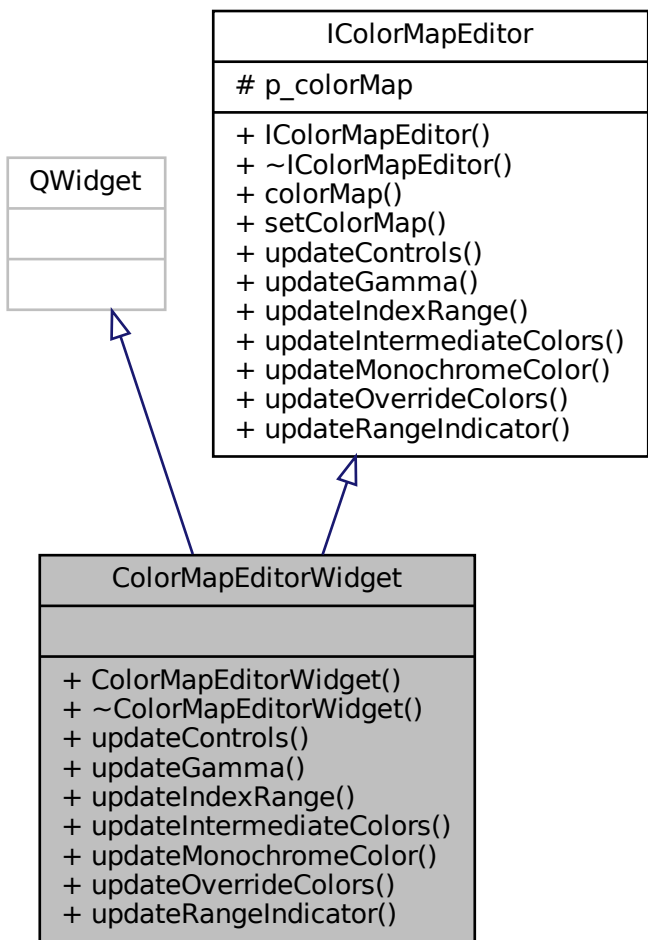 IColorMapEditor
# p_colorMap
+ IColorMapEditor()
+ ~IColorMapEditor()
+ colorMap()
+ setColorMap()
+ updateControls()
+ updateGamma()
+ updateIndexRange()
+ updateIntermediateColors()
+ updateMonochromeColor()
+ updateOverrideColors()
+ updateRangeIndicator()
QWidget
ColorMapEditorWidget
+ ColorMapEditorWidget()
+ ~ColorMapEditorWidget()
+ updateControls()
+ updateGamma()
+ updateIndexRange()
+ updateIntermediateColors()
+ updateMonochromeColor()
+ updateOverrideColors()
+ updateRangeIndicator()